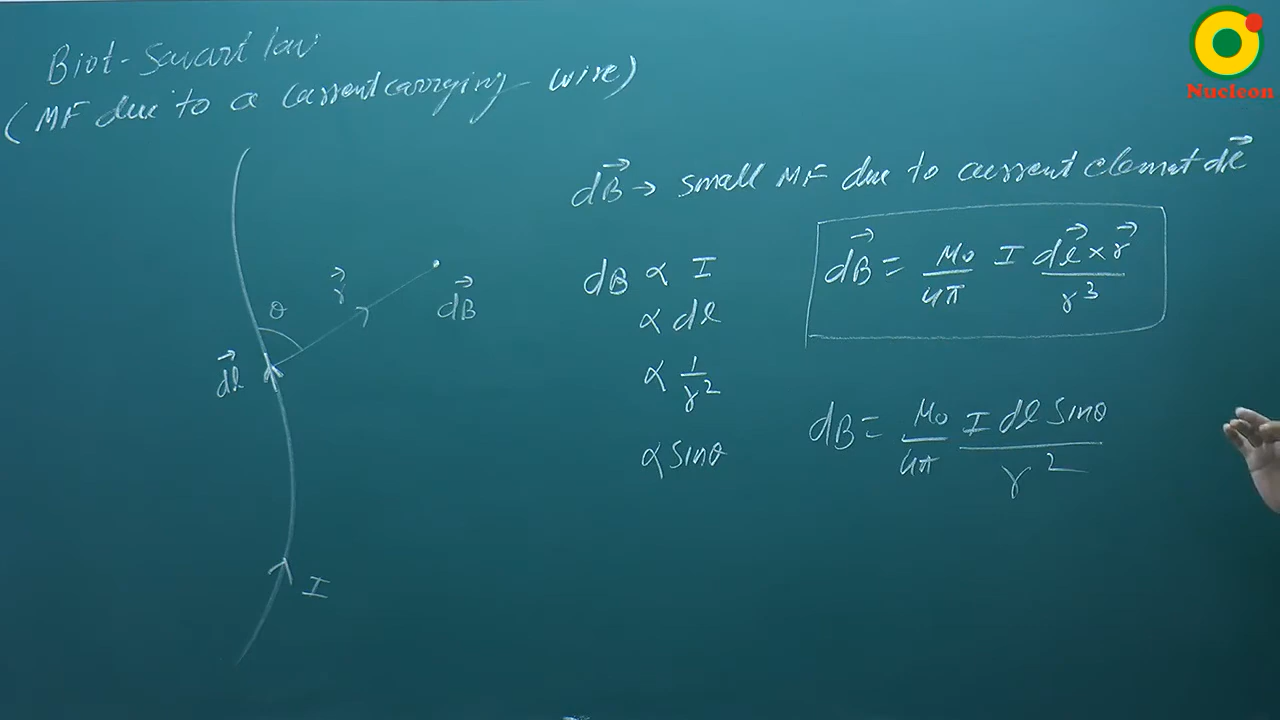 Biot-Savart law
(MF due to a current carrying wire)
Nucleon
dB⃗ → small MF due to current elemnt dl⃗
dB⃗ = μ₀/4π I dl⃗ × r⃗ / r³
dB ∝ I
∝ dl
∝ 1/r²
∝ sinθ
dB = μ₀/4π I dl sinθ / r²
θ
r⃗
dB⃗
dl⃗
I